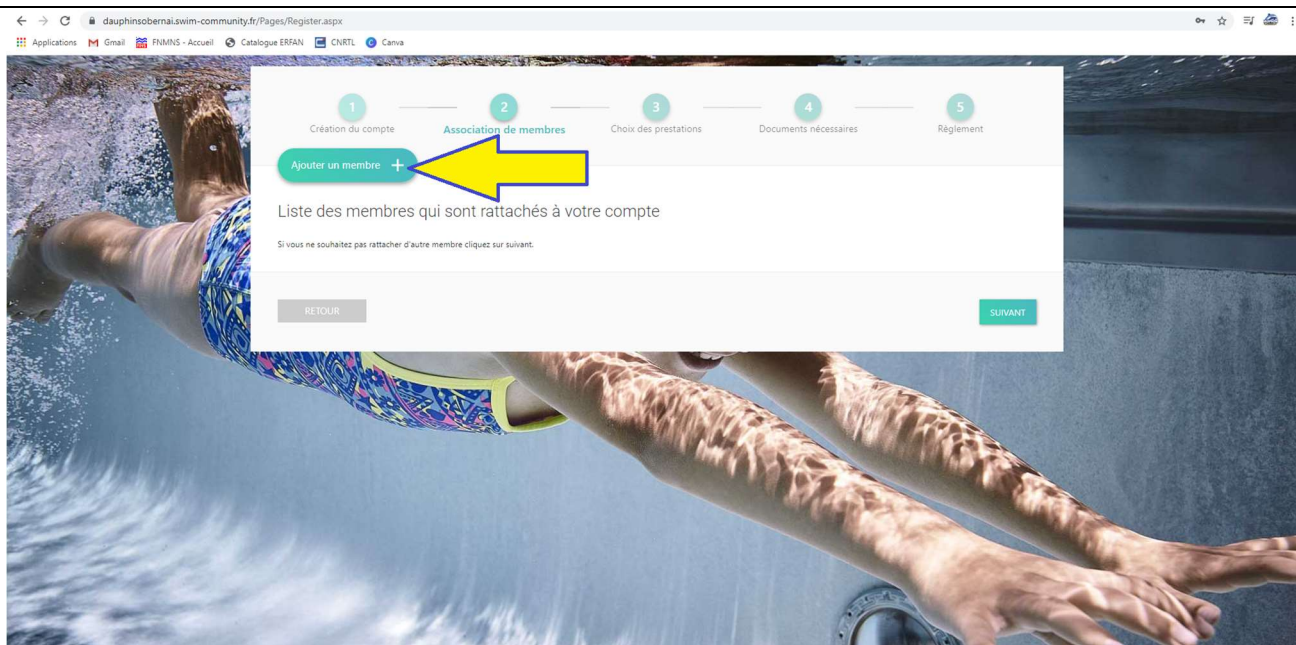 dauphinsobernai.swim-community.fr/Pages/Register.aspx
Applications Gmail FNMNS - Accueil Catalogue ERFAN CNRTL Canva
1 2 3 4 5
Création du compte Association de membres Choix des prestations Documents nécessaires Règlement
Ajouter un membre +
Liste des membres qui sont rattachés à votre compte
Si vous ne souhaitez pas rattacher d'autre membre cliquez sur suivant.
RETOUR SUIVANT